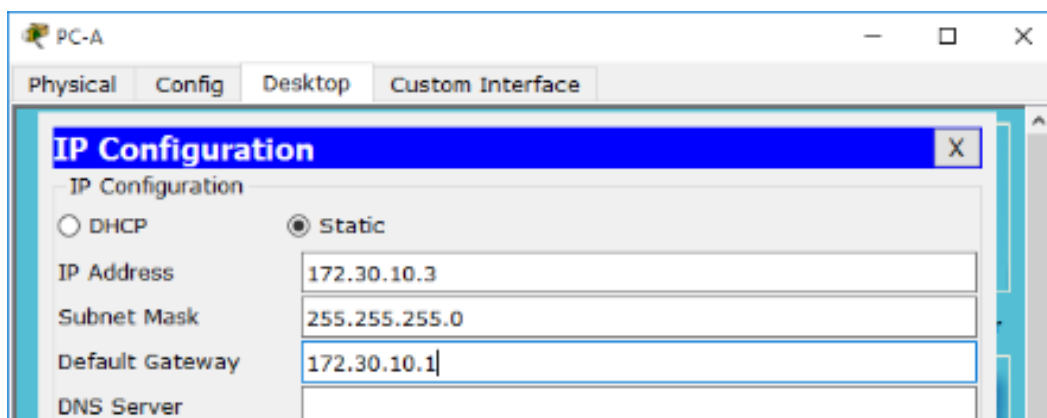 PC-A
Physical Config Desktop Custom Interface
IP Configuration X
IP Configuration
DHCP Static
IP Address 172.30.10.3
Subnet Mask 255.255.255.0
Default Gateway 172.30.10.1
DNS Server